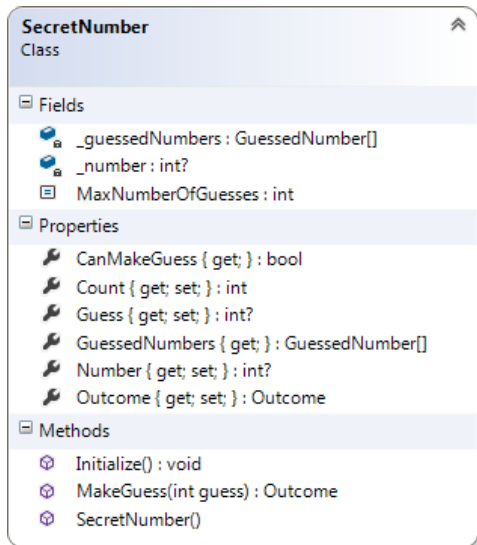 SecretNumber
Class
Fields
_guessedNumbers : GuessedNumber[]
_number : int?
MaxNumberOfGuesses : int
Properties
CanMakeGuess { get; } : bool
Count { get; set; } : int
Guess { get; set; } : int?
GuessedNumbers { get; } : GuessedNumber[]
Number { get; set; } : int?
Outcome { get; set; } : Outcome
Methods
Initialize() : void
MakeGuess(int guess) : Outcome
SecretNumber()